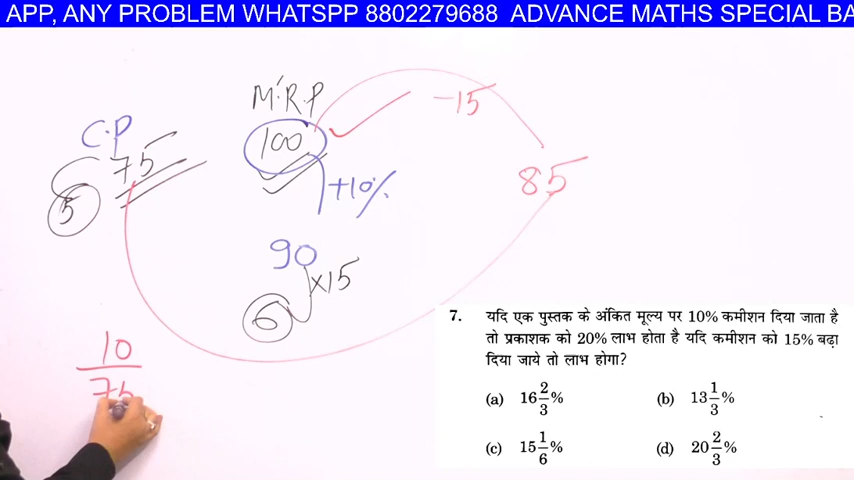 APP, ANY PROBLEM WHATSPP 8802279688 ADVANCE MATHS SPECIAL BA
M.R.P
-15
C.P
100
75
85
5
+10%
90
×15
6
10
75
7. यदि एक पुस्तक के अंकित मूल्य पर 10% कमीशन दिया जाता है
तो प्रकाशक को 20% लाभ होता है यदि कमीशन को 15% बढ़ा
दिया जाये तो लाभ होगा?
(a) 16 2/3 % (b) 13 1/3 %
(c) 15 1/6 % (d) 20 2/3 %